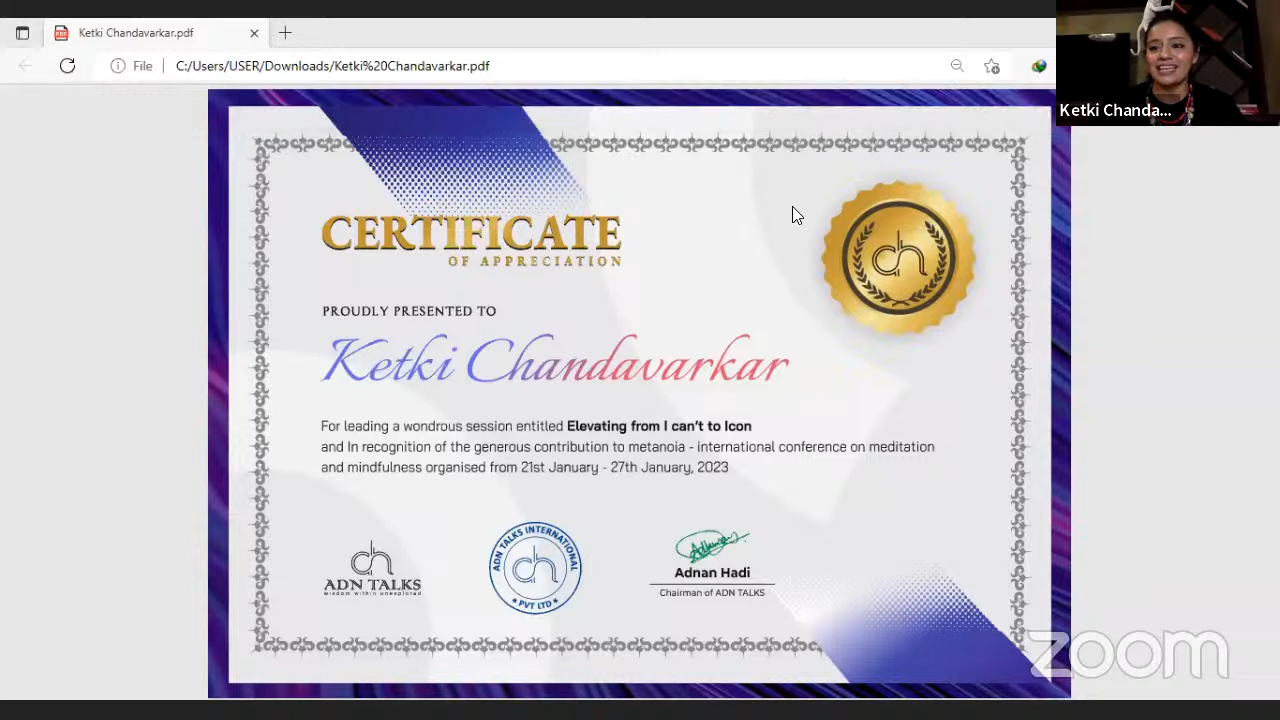 Ketki Chandavarkar.pdf
File
C:/Users/USER/Downloads/Ketki%20Chandavarkar.pdf
Ketki Chanda...
CERTIFICATE
OF APPRECIATION
PROUDLY PRESENTED TO
Ketki Chandavarkar
For leading a wondrous session entitled Elevating from I can't to Icon
and In recognition of the generous contribution to metanoia - international conference on meditation
and mindfulness organised from 21st January - 27th January, 2023
ADN TALKS
wisdom within unexplored
ADN TALKS INTERNATIONAL
PVT LTD
Adnan Hadi
Chairman of ADN TALKS
zoom